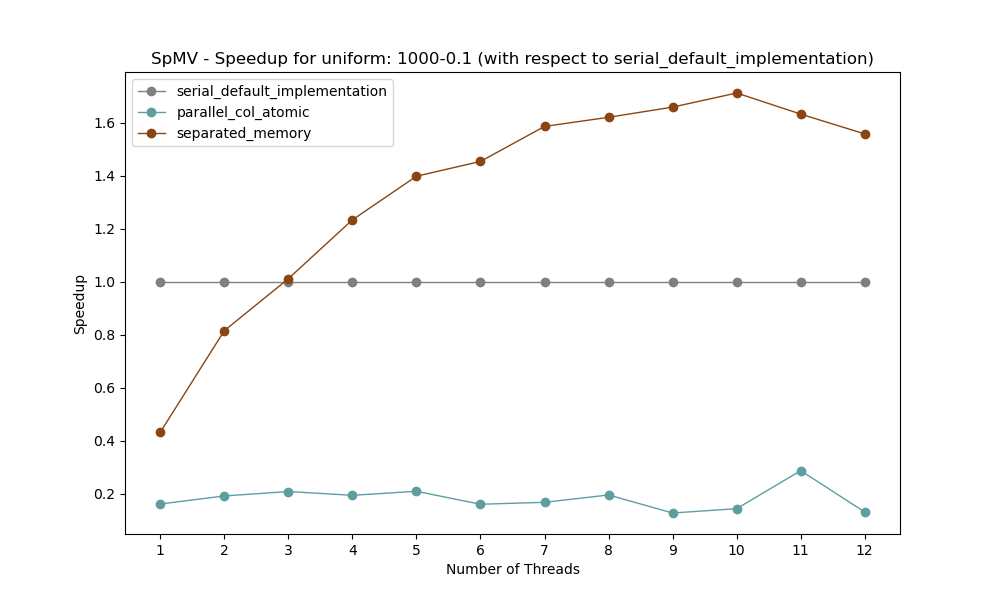 SpMV - Speedup for uniform: 1000-0.1 (with respect to serial_default_implementation)
serial_default_implementation
parallel_col_atomic
separated_memory
Speedup
1.6
1.4
1.2
1.0
0.8
0.6
0.4
0.2
1 2 3 4 5 6 7 8 9 10 11 12
Number of Threads